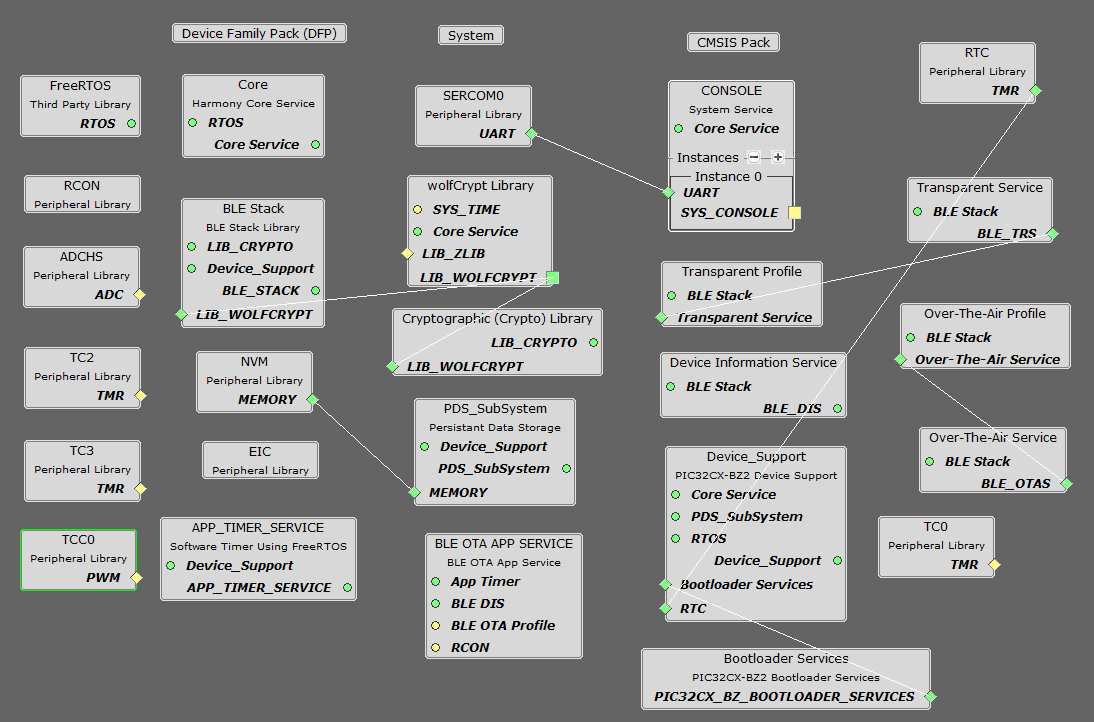 Device Family Pack (DFP)
System
CMSIS Pack
FreeRTOS
Third Party Library
RTOS
RCON
Peripheral Library
ADCHS
Peripheral Library
ADC
TC2
Peripheral Library
TMR
TC3
Peripheral Library
TMR
TCC0
Peripheral Library
PWM
Core
Harmony Core Service
RTOS
Core Service
BLE Stack
BLE Stack Library
LIB_CRYPTO
Device_Support
BLE_STACK
LIB_WOLFCRYPT
NVM
Peripheral Library
MEMORY
EIC
Peripheral Library
APP_TIMER_SERVICE
Software Timer Using FreeRTOS
Device_Support
APP_TIMER_SERVICE
SERCOM0
Peripheral Library
UART
wolfCrypt Library
SYS_TIME
Core Service
LIB_ZLIB
LIB_WOLFCRYPT
Cryptographic (Crypto) Library
LIB_CRYPTO
LIB_WOLFCRYPT
PDS_SubSystem
Persistant Data Storage
Device_Support
PDS_SubSystem
MEMORY
BLE OTA APP SERVICE
BLE OTA App Service
App Timer
BLE DIS
BLE OTA Profile
RCON
CONSOLE
System Service
Core Service
Instances
Instance 0
UART
SYS_CONSOLE
Transparent Profile
BLE Stack
Transparent Service
Device Information Service
BLE Stack
BLE_DIS
Device_Support
PIC32CX-BZ2 Device Support
Core Service
PDS_SubSystem
RTOS
Device_Support
Bootloader Services
RTC
Bootloader Services
PIC32CX-BZ2 Bootloader Services
PIC32CX_BZ_BOOTLOADER_SERVICES
RTC
Peripheral Library
TMR
Transparent Service
BLE Stack
BLE_TRS
Over-The-Air Profile
BLE Stack
Over-The-Air Service
Over-The-Air Service
BLE Stack
BLE_OTAS
TC0
Peripheral Library
TMR